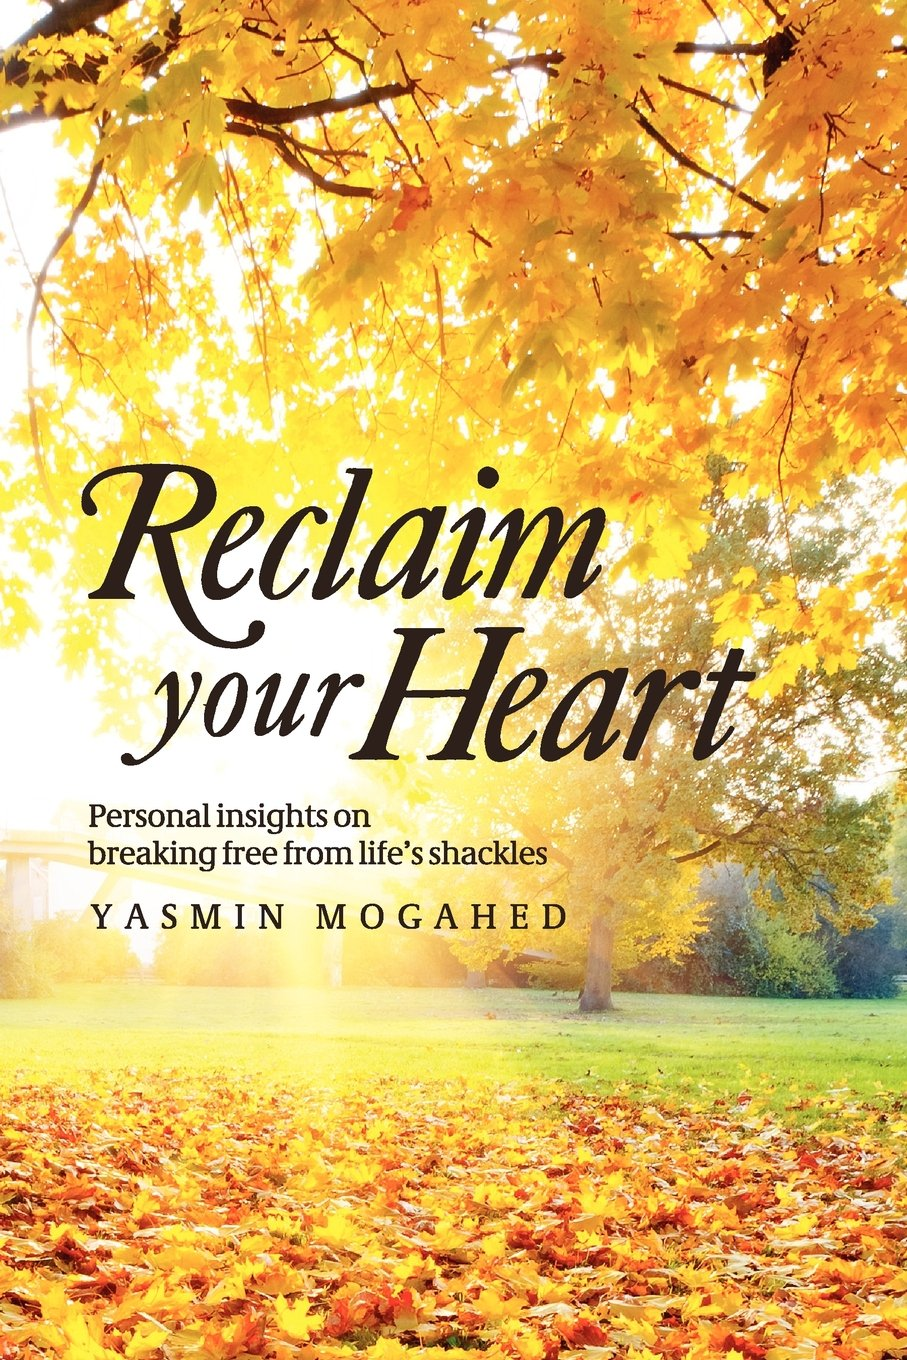 Reclaim
your Heart
Personal insights on
breaking free from life's shackles
YASMIN MOGAHED